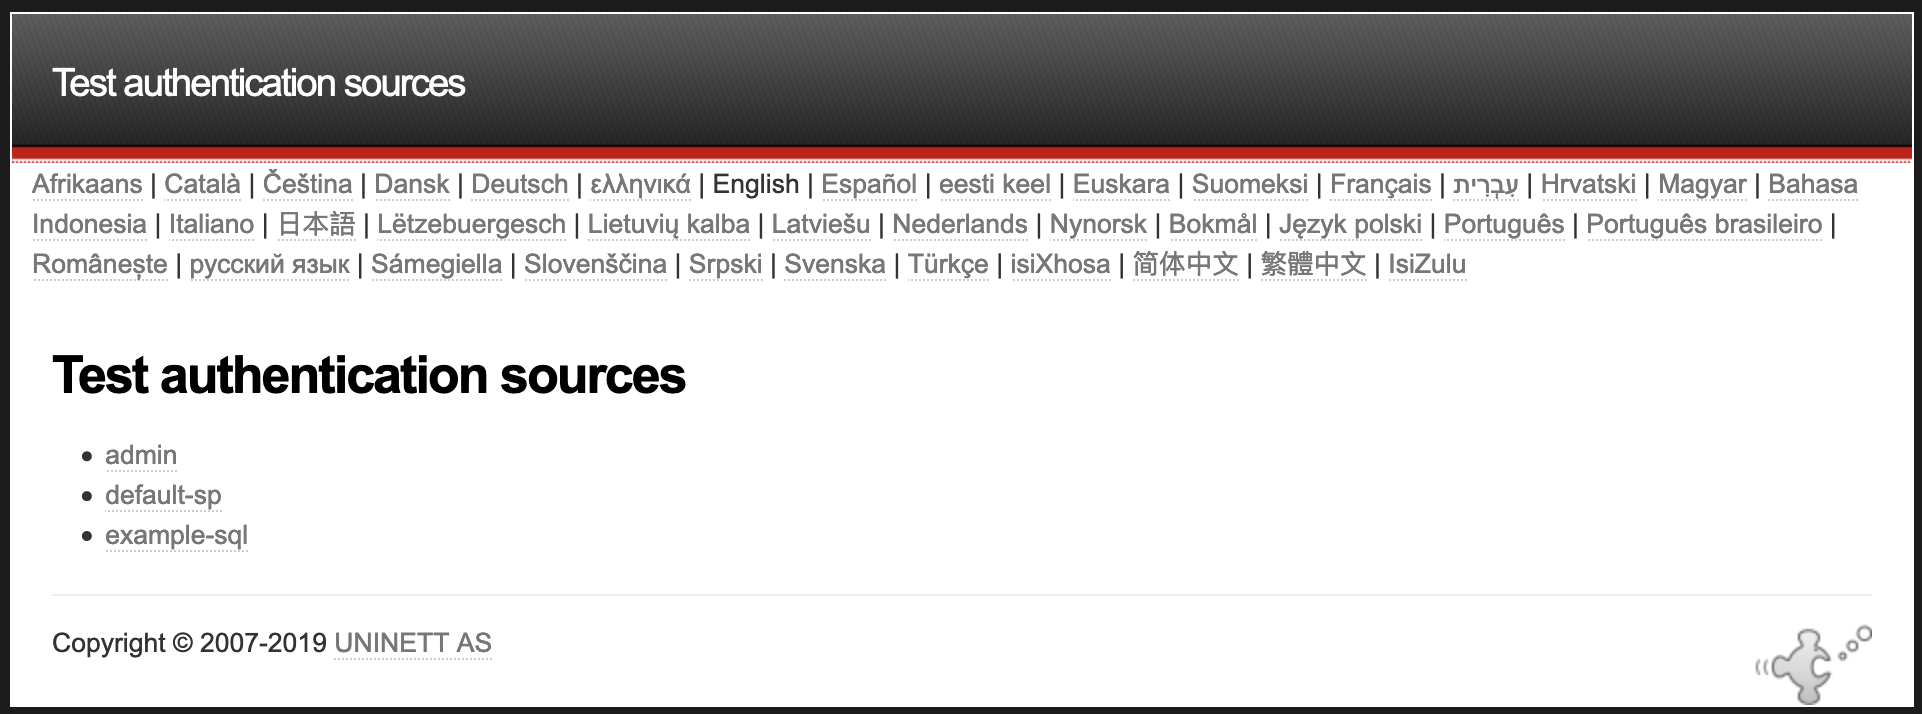 Test authentication sources
Afrikaans | Català | Čeština | Dansk | Deutsch | ελληνικά | English | Español | eesti keel | Euskara | Suomeksi | Français | עִבְרִית | Hrvatski | Magyar | Bahasa
Indonesia | Italiano | 日本語 | Lëtzebuergesch | Lietuvių kalba | Latviešu | Nederlands | Nynorsk | Bokmål | Język polski | Português | Português brasileiro |
Românește | русский язык | Sámegiella | Slovenščina | Srpski | Svenska | Türkçe | isiXhosa | 简体中文 | 繁體中文 | IsiZulu
Test authentication sources
• admin
• default-sp
• example-sql
Copyright © 2007-2019 UNINETT AS